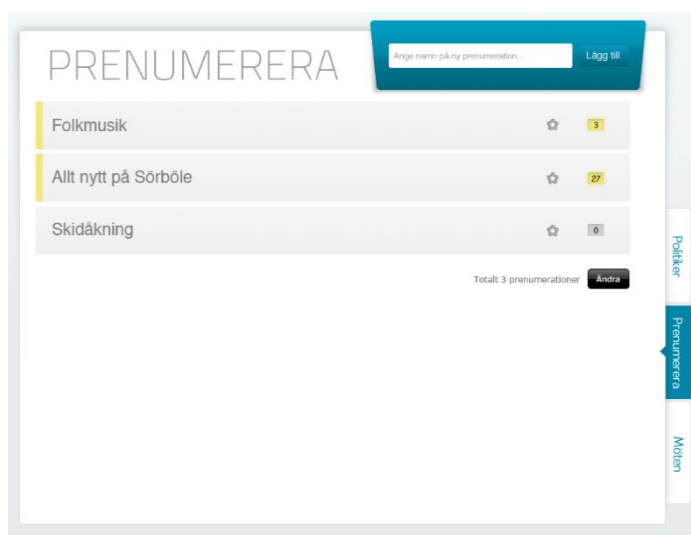 PRENUMERERA
Ange namn på ny prenumeration...
Lägg till
Folkmusik
3
Allt nytt på Sörböle
27
Skidåkning
0
Totalt 3 prenumerationer
Ändra
Politiker
Prenumerera
Möten